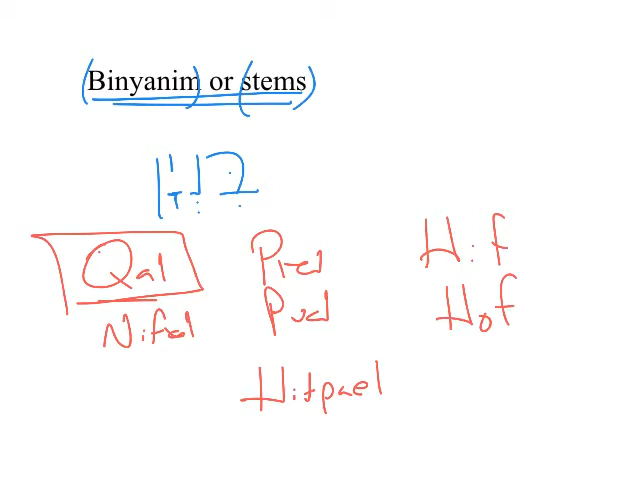 (Binyanim) or (stems)
Qal Piel Hif
Nifal Pual Hof
Hitpael